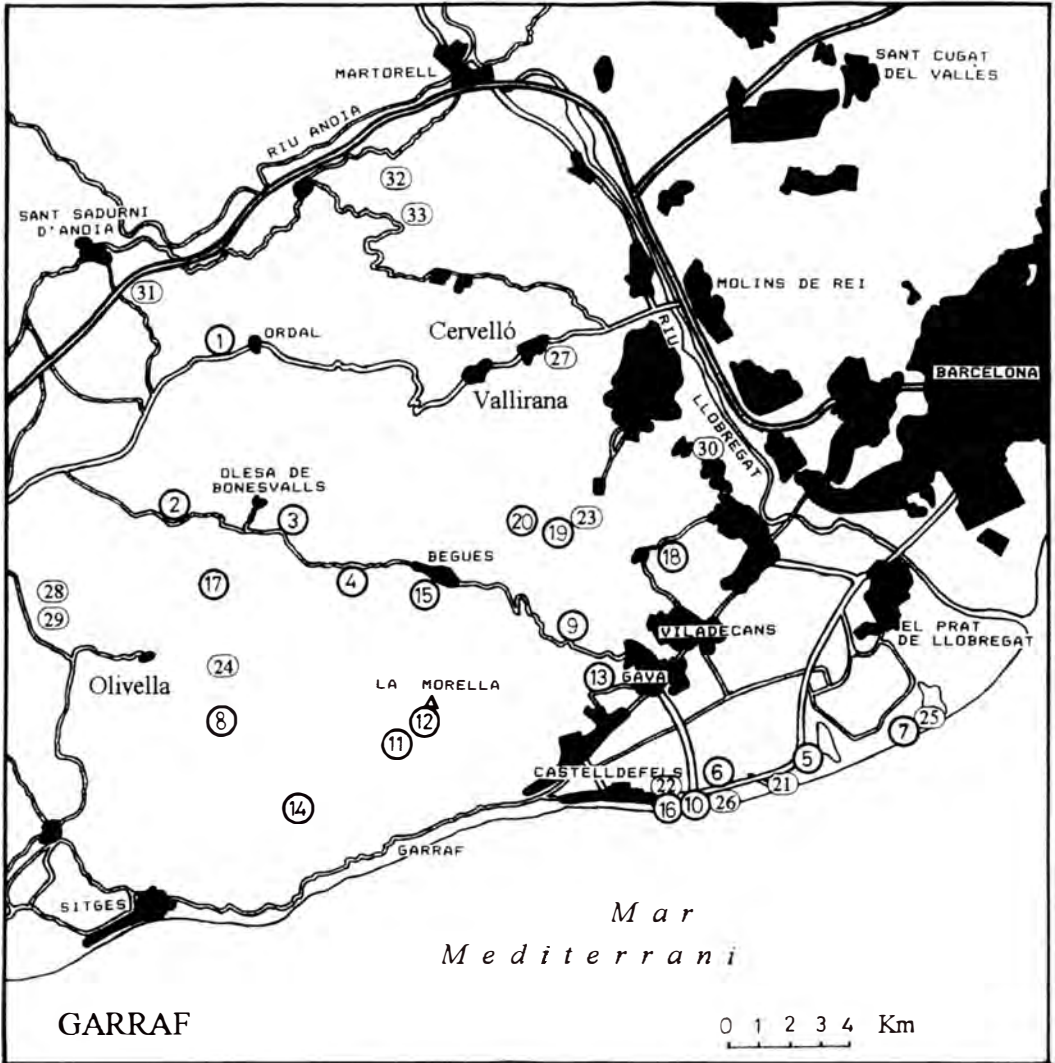 SANT CUGAT
DEL VALLÈS
MARTORELL
RIU ANOIA
32
33
SANT SADURNI
D'ANOIA
31
MOLINS DE REI
RIU
LLOBREGAT
Cervelló
1
ORDAL
27
Vallirana
BARCELONA
30
OLESA DE
BONESVALLS
2
3
20
19
23
18
BEGUES
4
15
17
28
29
9
VILADECANS
EL PRAT
DE LLOBREGAT
24
Olivella
13
GAVA
LA MORELLA
8
12
11
25
7
5
6
CASTELLDEFELS
22
21
16
10
26
14
GARRAF
SITGES
Mar
Mediterrani
GARRAF
0 1 2 3 4 Km